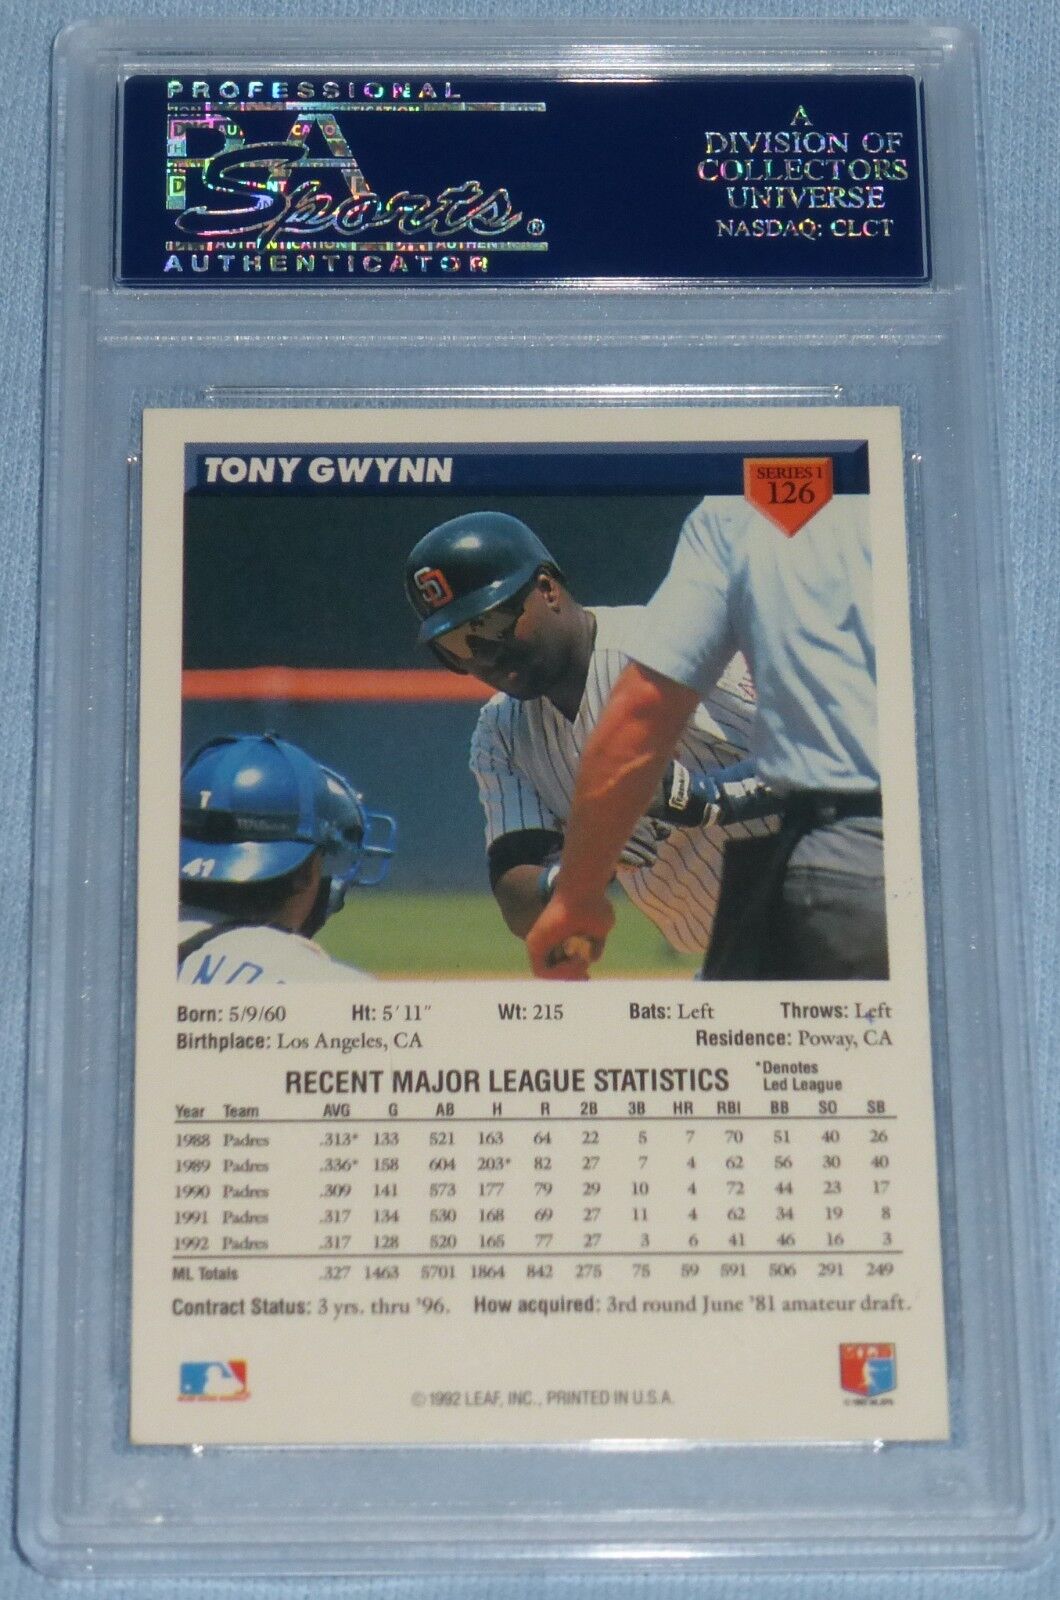 PROFESSIONAL
Sports®
AUTHENTICATOR
A
DIVISION OF
COLLECTORS
UNIVERSE
NASDAQ: CLCT
TONY GWYNN
SERIES 1
126
SD
T
41
Franklin
Born: 5/9/60 Ht: 5'11" Wt: 215 Bats: Left Throws: Left
Birthplace: Los Angeles, CA Residence: Poway, CA
RECENT MAJOR LEAGUE STATISTICS *Denotes Led League
Year Team AVG G AB H R 2B 3B HR RBI BB SO SB
1988 Padres .313* 133 521 163 64 22 5 7 70 51 40 26
1989 Padres .336* 158 604 203* 82 27 7 4 62 56 30 40
1990 Padres .309 141 573 177 79 29 10 4 72 44 23 17
1991 Padres .317 134 530 168 69 27 11 4 62 34 19 8
1992 Padres .317 128 520 165 77 27 3 6 41 46 16 3
ML Totals .327 1463 5701 1864 842 275 75 59 591 506 291 249
Contract Status: 3 yrs. thru '96. How acquired: 3rd round June '81 amateur draft.
©1992 LEAF, INC., PRINTED IN U.S.A.